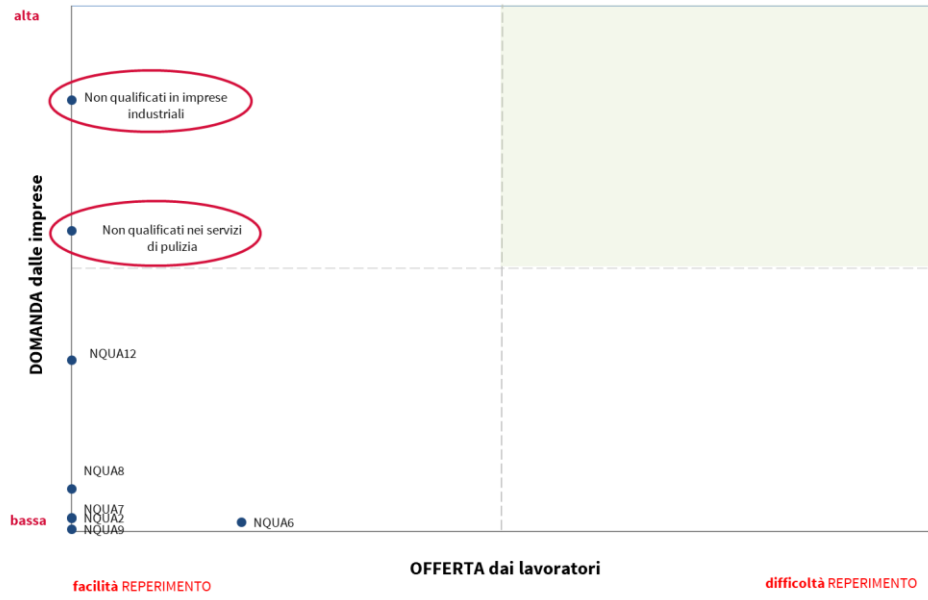 alta
Non qualificati in imprese
industriali
Non qualificati nei servizi
di pulizia
DOMANDA dalle imprese
NQUA12
NQUA8
NQUA7
NQUA2
NQUA9
NQUA6
bassa
OFFERTA dai lavoratori
facilità REPERIMENTO
difficoltà REPERIMENTO